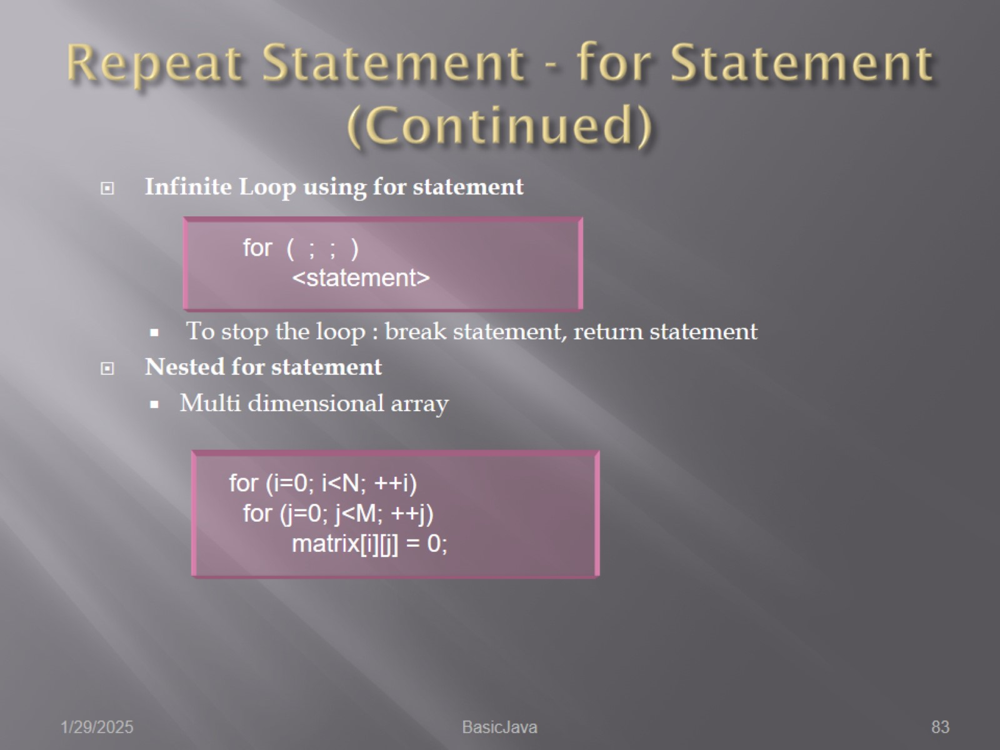 Repeat Statement - for Statement
(Continued)
Infinite Loop using for statement
for ( ; ; )
<statement>
To stop the loop : break statement, return statement
Nested for statement
Multi dimensional array
for (i=0; i<N; ++i)
for (j=0; j<M; ++j)
matrix[i][j] = 0;
1/29/2025 BasicJava 83